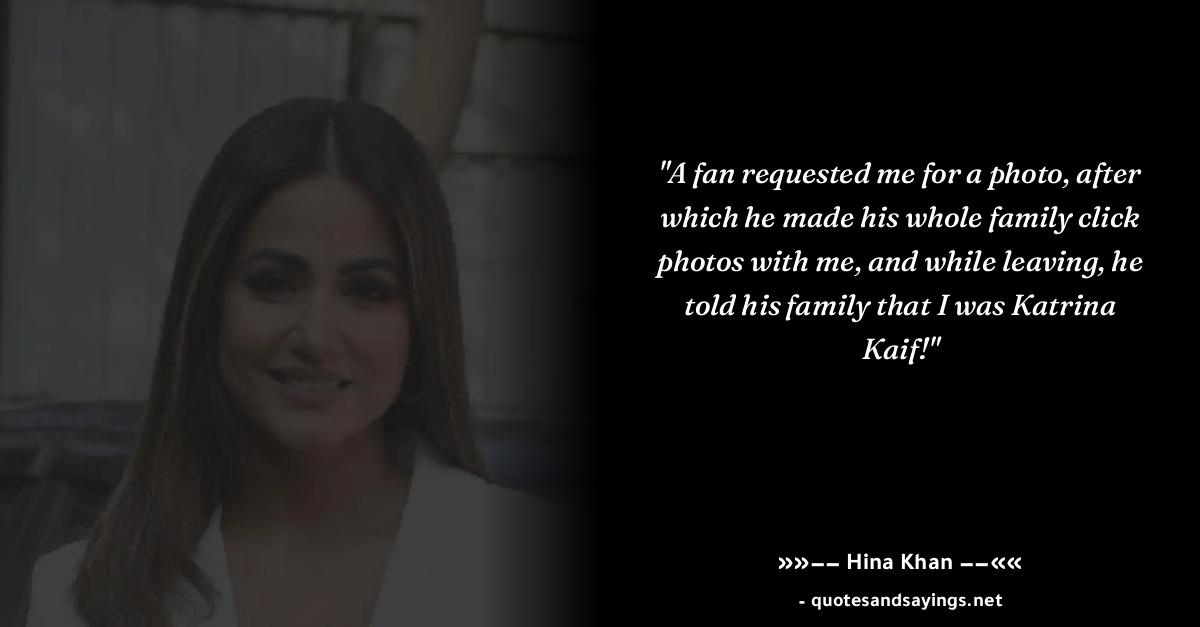 "A fan requested me for a photo, after
which he made his whole family click
photos with me, and while leaving, he
told his family that I was Katrina
Kaif!"
»»-- Hina Khan --««
- quotesandsayings.net